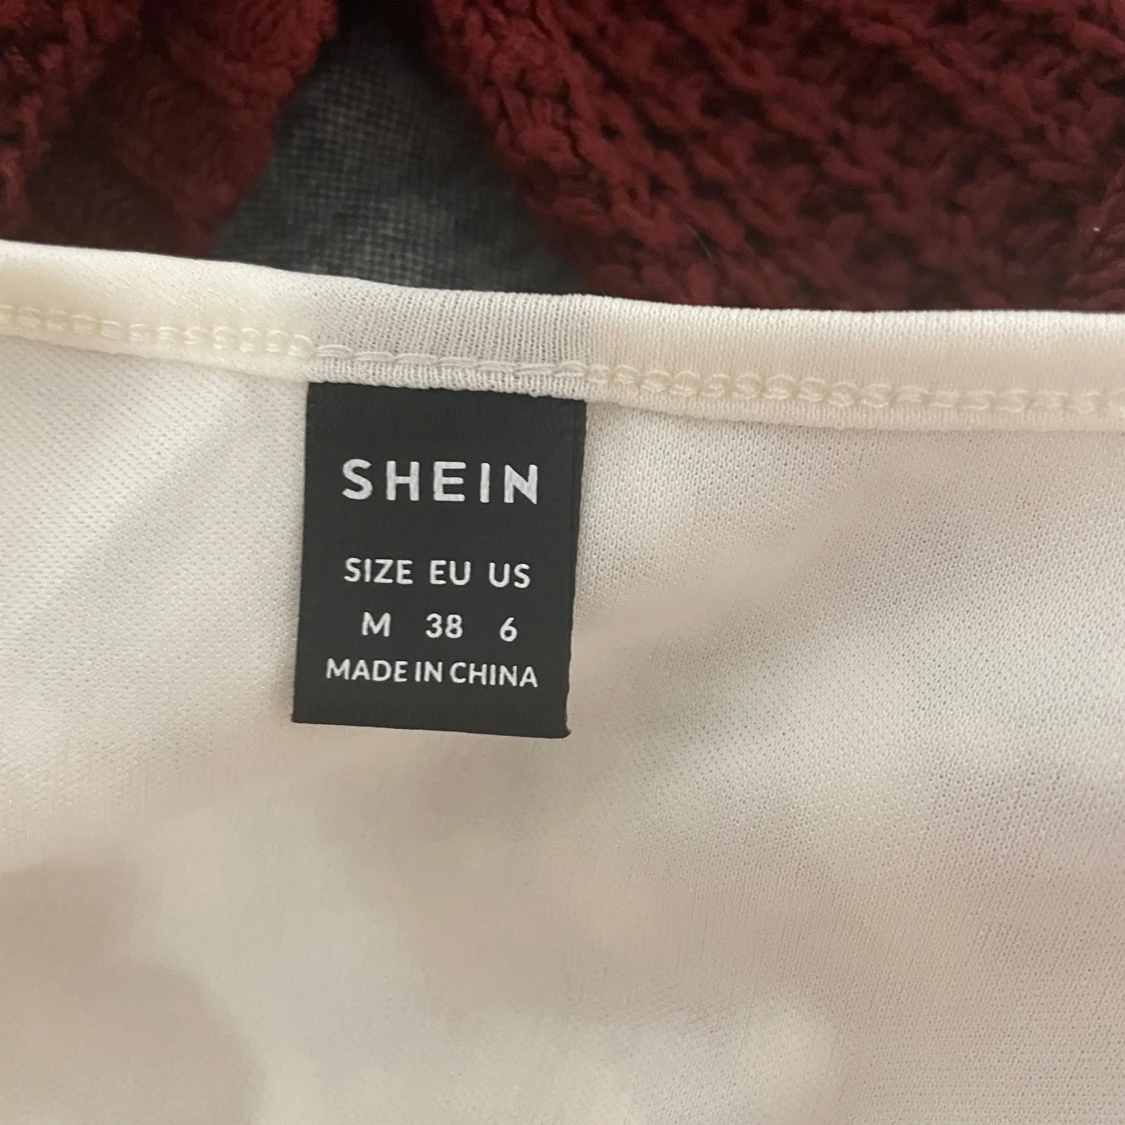 SHEIN
SIZE EU US
M 38 6
MADE IN CHINA